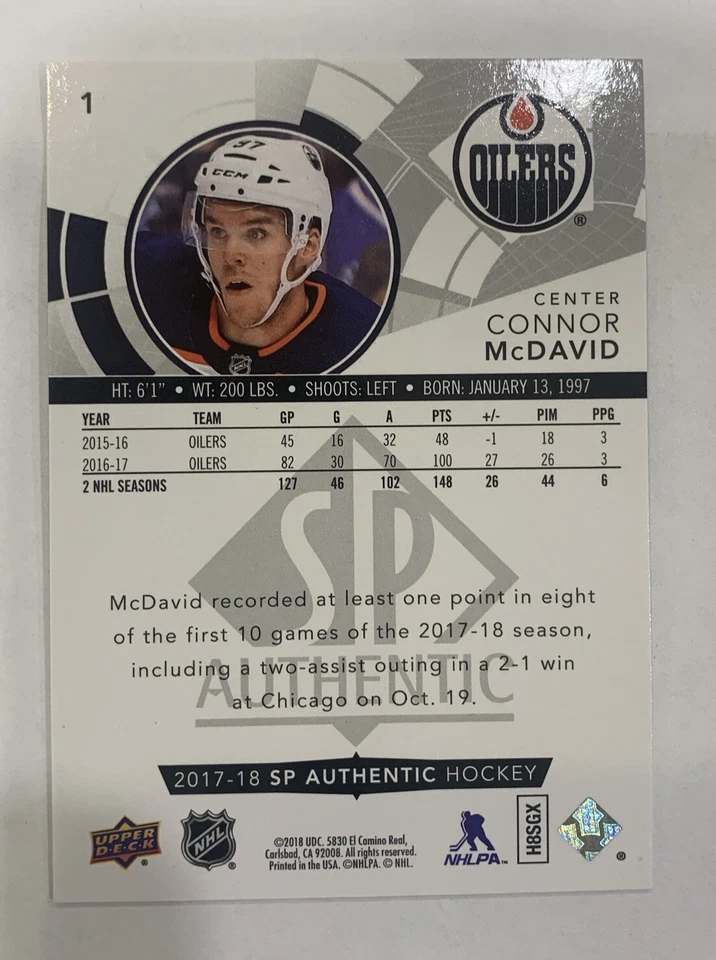 1
97
CCM
OILERS
®
CENTER
CONNOR
McDAVID
HT: 6'1" • WT: 200 LBS. • SHOOTS: LEFT • BORN: JANUARY 13, 1997
YEAR TEAM GP G A PTS +/- PIM PPG
2015-16 OILERS 45 16 32 48 -1 18 3
2016-17 OILERS 82 30 70 100 27 26 3
2 NHL SEASONS 127 46 102 148 26 44 6
SP
AUTHENTIC
McDavid recorded at least one point in eight
of the first 10 games of the 2017-18 season,
including a two-assist outing in a 2-1 win
at Chicago on Oct. 19.
2017-18 SP AUTHENTIC HOCKEY
UPPER
D·E·C·K
®
NHL
®
©2018 UDC. 5830 El Camino Real,
Carlsbad, CA 92008. All rights reserved.
Printed in the USA. ©NHLPA. © NHL.
NHLPA™
H8SGX
®